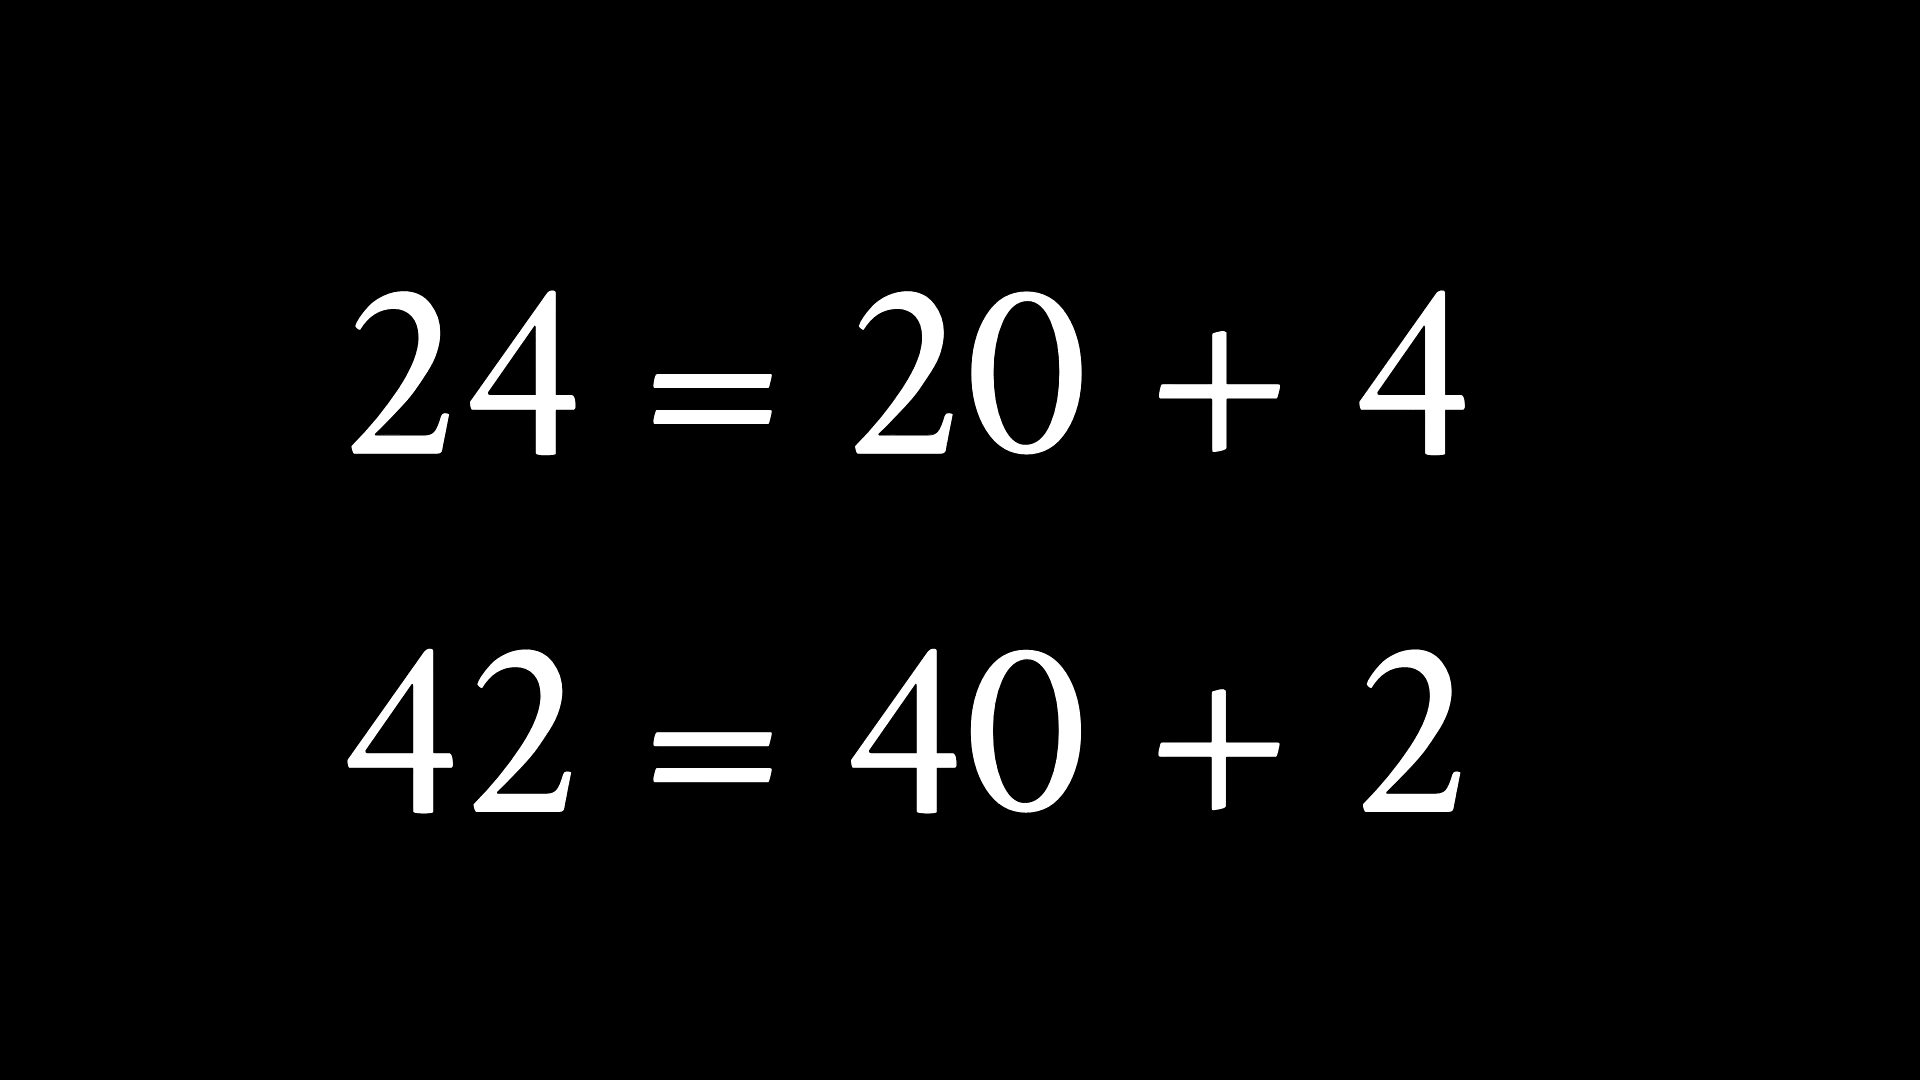 24 = 20 + 4
42 = 40 + 2